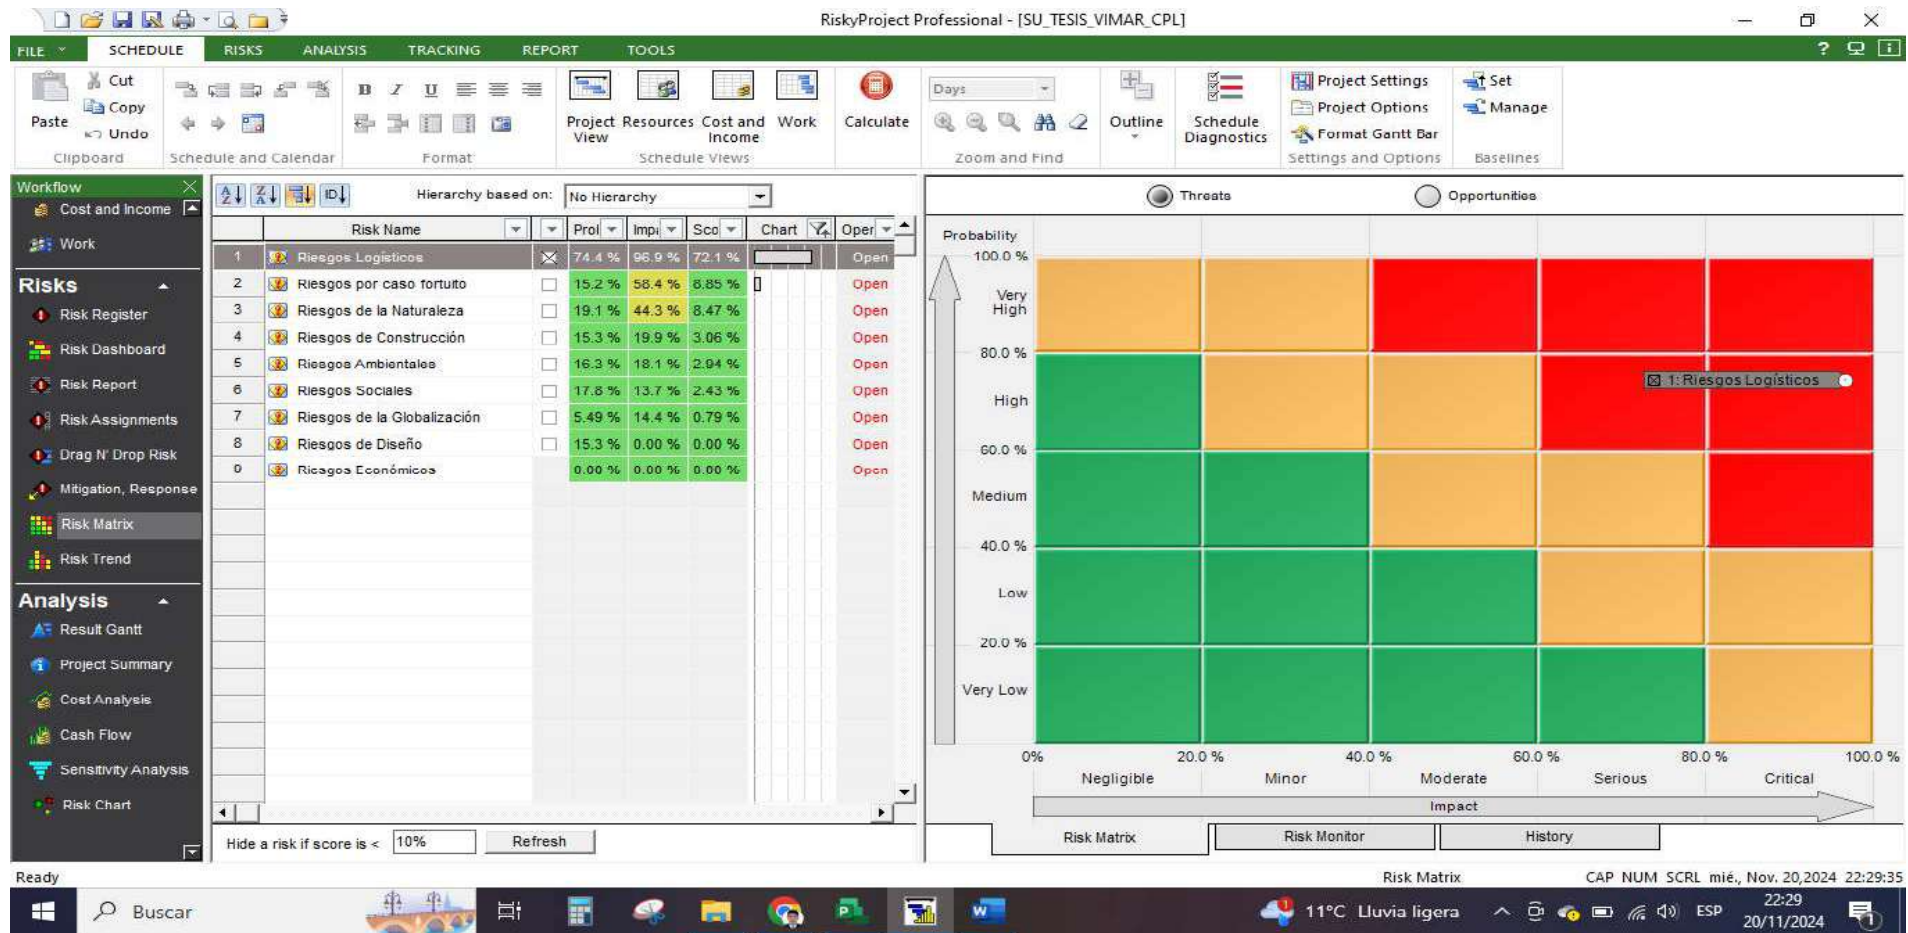 RiskyProject Professional - [SU_TESIS_VIMAR_CPL]
FILE SCHEDULE RISKS ANALYSIS TRACKING REPORT TOOLS
Paste
Cut
Copy
Undo
Clipboard
Schedule and Calendar
B I U
Format
Project View
Resources
Cost and Income
Work
Schedule Views
Calculate
Days
Zoom and Find
Outline
Schedule Diagnostics
Project Settings
Project Options
Format Gantt Bar
Settings and Options
Set
Manage
Baselines
Workflow
Cost and Income
Work
Risks
Risk Register
Risk Dashboard
Risk Report
Risk Assignments
Drag N' Drop Risk
Mitigation, Response
Risk Matrix
Risk Trend
Analysis
Result Gantt
Project Summary
Cost Analysis
Cash Flow
Sensitivity Analysis
Risk Chart
Hierarchy based on: No Hierarchy
Risk Name Prol Impa Sco Chart Oper
1 Riesgos Logísticos 74.4 % 96.9 % 72.1 % Open
2 Riesgos por caso fortuito 15.2 % 58.4 % 8.85 % Open
3 Riesgos de la Naturaleza 19.1 % 44.3 % 8.47 % Open
4 Riesgos de Construcción 15.3 % 19.9 % 3.06 % Open
5 Riesgos Ambientales 16.3 % 18.1 % 2.94 % Open
6 Riesgos Sociales 17.8 % 13.7 % 2.43 % Open
7 Riesgos de la Globalización 5.49 % 14.4 % 0.79 % Open
8 Riesgos de Diseño 15.3 % 0.00 % 0.00 % Open
9 Riesgos Económicos 0.00 % 0.00 % 0.00 % Open
Hide a risk if score is < 10% Refresh
Threats Opportunities
Probability
100.0 %
Very High
80.0 %
1: Riesgos Logísticos
High
60.0 %
Medium
40.0 %
Low
20.0 %
Very Low
0% 20.0 % 40.0 % 60.0 % 80.0 % 100.0 %
Negligible Minor Moderate Serious Critical
Impact
Risk Matrix Risk Monitor History
Ready Risk Matrix CAP NUM SCRL mié., Nov. 20,2024 22:29:35
Buscar 11°C Lluvia ligera ESP 22:29
20/11/2024